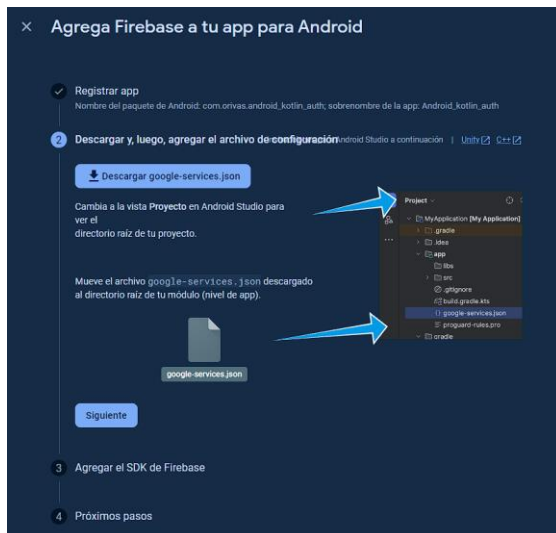 Agrega Firebase a tu app para Android
Registrar app
Nombre del paquete de Android: com.orivas.android_kotlin_auth; sobrenombre de la app: Android_kotlin_auth
2 Descargar y, luego, agregar el archivo de configuración Android Studio a continuación | Unity C++
Descargar google-services.json
Cambia a la vista Proyecto en Android Studio para
ver el
directorio raíz de tu proyecto.
Mueve el archivo google-services.json descargado
al directorio raíz de tu módulo (nivel de app).
google-services.json
Project
MyApplication [My Application]
.gradle
.idea
app
libs
src
.gitignore
build.gradle.kts
{} google-services.json
proguard-rules.pro
gradle
Siguiente
3 Agregar el SDK de Firebase
4 Próximos pasos